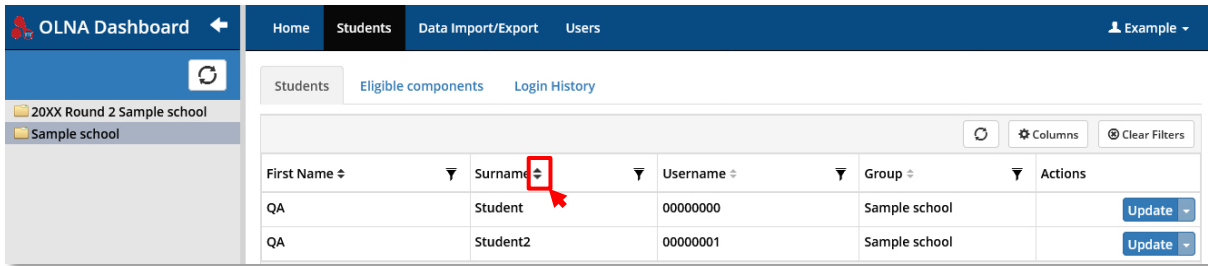 OLNA Dashboard
Home Students Data Import/Export Users Example
Students Eligible components Login History
20XX Round 2 Sample school
Sample school
Columns Clear Filters
First Name Surname Username Group Actions
QA Student 00000000 Sample school Update
QA Student2 00000001 Sample school Update